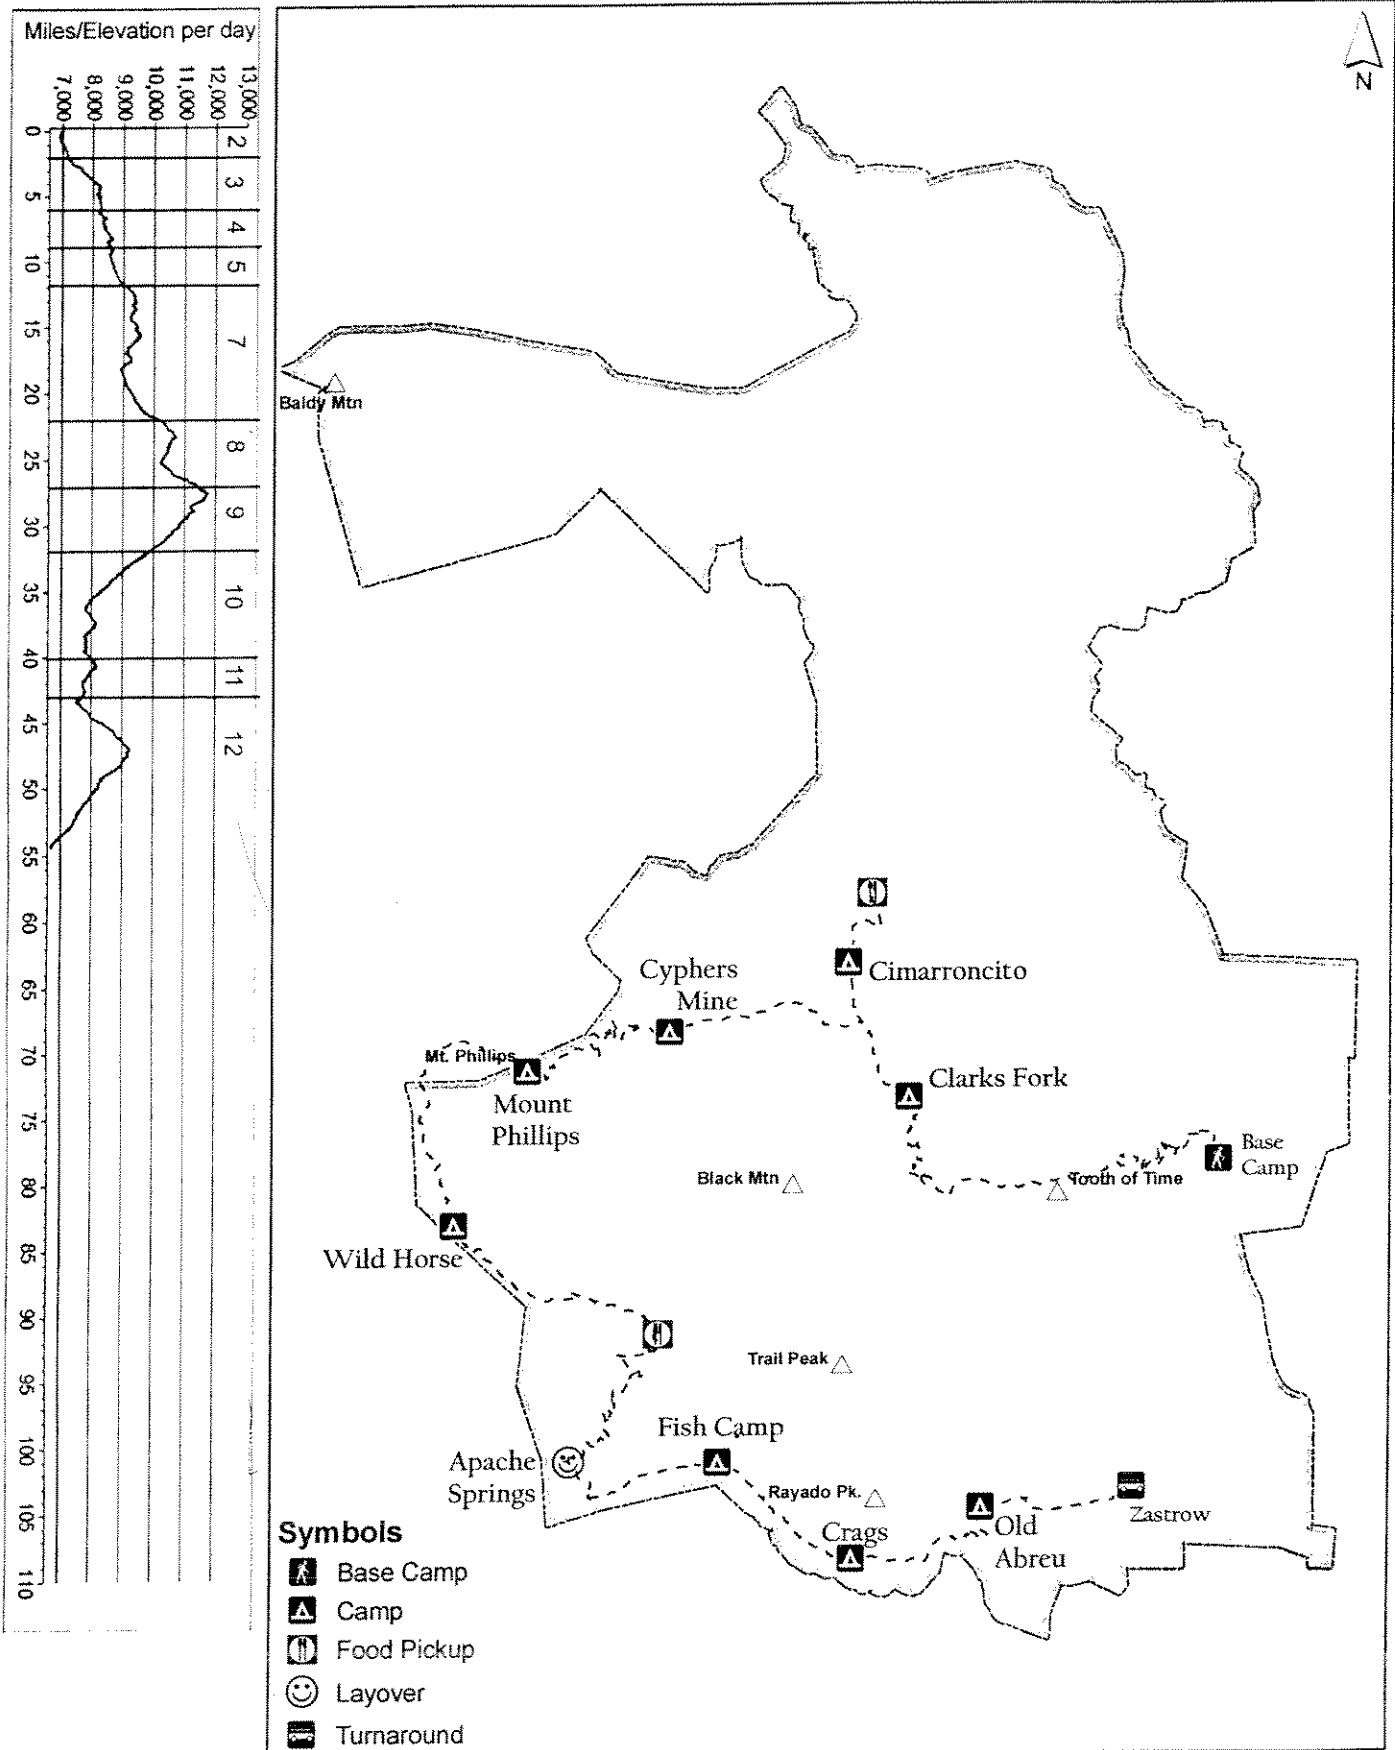 Miles/Elevation per day
13,000
12,000
11,000
10,000
9,000
8,000
7,000
2
3
4
5
7
8
9
10
11
12
0
5
10
15
20
25
30
35
40
45
50
55
60
65
70
75
80
85
90
95
100
105
110
N
Baldy Mtn
Cimarroncito
Cyphers
Mine
Mt. Phillips
Mount
Phillips
Clarks Fork
Base
Camp
Black Mtn
Tooth of Time
Wild Horse
Trail Peak
Fish Camp
Apache
Springs
Rayado Pk.
Crags
Old
Abreu
Zastrow
Symbols
Base Camp
Camp
Food Pickup
Layover
Turnaround